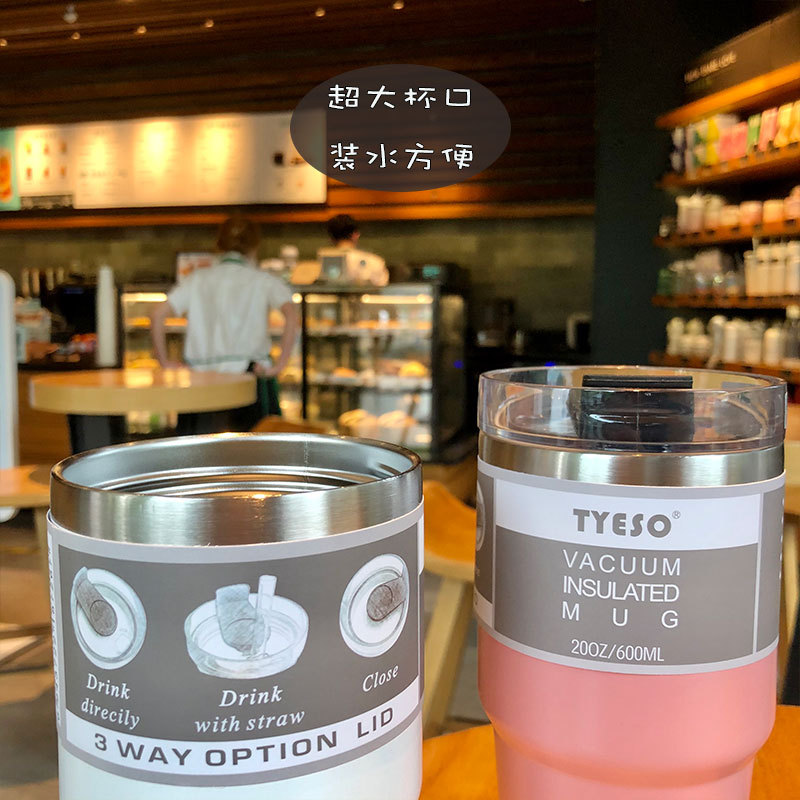 超大杯口
装水方便
Drink
direcily
Drink
with straw
Close
3 WAY OPTION LID
TYESO®
VACUUM
INSULATED
MUG
20OZ/600ML